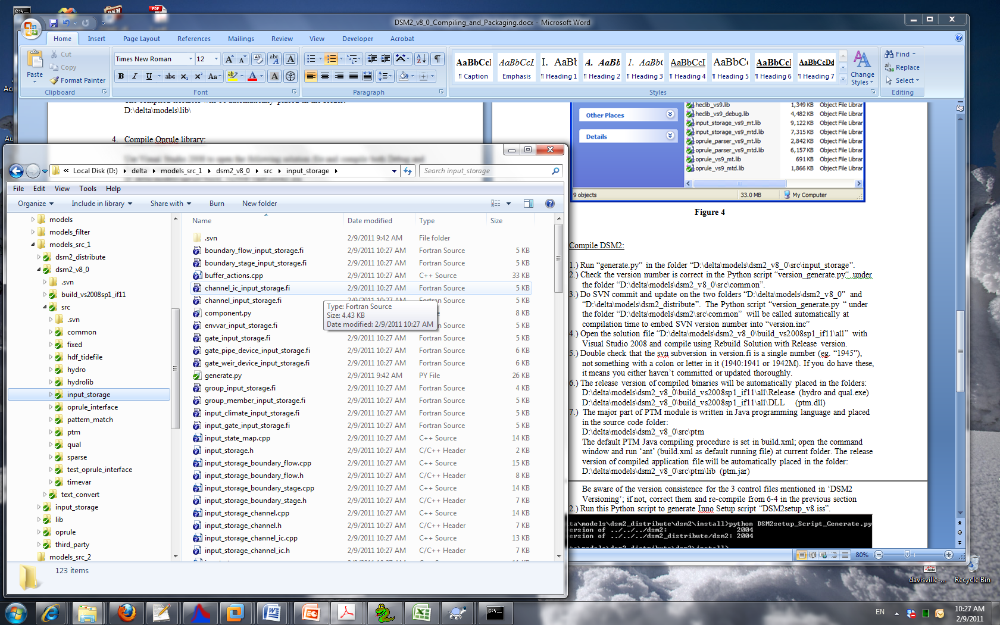 DSM2_v8_0_Compiling_and_Packaging.docx - Microsoft Word
Home Insert Page Layout References Mailings Review View Developer Acrobat
Paste
Cut
Copy
Format Painter
Clipboard
Times New Roman 12
Font
Paragraph
AaBbCcI AaBbCcL I. AaBb A. AaBb 1. AaBbC AaBbCcI AaBbCc AaBbCcI AaBbCcDd
¶ Caption Emphasis ¶ Heading 1 ¶ Heading 2 ¶ Heading 3 ¶ Heading 4 ¶ Heading 5 ¶ Heading 6 ¶ Heading 7
Styles
Change Styles
Find
Replace
Select
Editing
D:\delta\models\lib\
4. Compile Oprule library:
Other Places
Details
heclib_vs9.lib 1,349 KB Object File Librar
heclib_vs9_debug.lib 4,482 KB Object File Librar
input_storage_vs9_mt.lib 9,122 KB Object File Librar
input_storage_vs9_mtd.lib 7,315 KB Object File Librar
oprule_parser_vs9_mt.lib 2,842 KB Object File Librar
oprule_parser_vs9_mtd.lib 6,157 KB Object File Librar
oprule_vs9_mt.lib 691 KB Object File Librar
oprule_vs9_mtd.lib 1,866 KB Object File Librar
9 objects 33.0 MB My Computer
Figure 4
Compile DSM2:
1.) Run “generate.py” in the folder “D:\delta\models\dsm2_v8_0\src\input_storage”.
2.) Check the version number is correct in the Python script “version_generate.py“ under
the folder “D:\delta\models\dsm2_v8_0\src\common”.
3.) Do SVN commit and update on the two folders “D:\delta\models\dsm2_v8_0” and
“D:\delta\models\dsm2_distribute”. The Python script “version_generate.py “ under
the folder “D:\delta\models\dsm2\src\common” will be called automatically at
compilation time to embed SVN version number into “version.inc”
4.) Open the solution file “D:\delta\models\dsm2_v8_0\build_vs2008sp1_if11\all” with
Visual Studio 2008 and compile using Rebuild Solution with Release version.
5.) Double check that the svn subversion in version.fi is a single number (eg. “1945”),
not something with a colon or letter in it (1940:1941 or 1942M). If you do have these,
it means you either haven’t committed or updated thoroughly.
6.) The release version of compiled binaries will be automatically placed in the folders:
D:\delta\models\dsm2_v8_0\build_vs2008sp1_if11\all\Release (hydro and qual.exe)
D:\delta\models\dsm2_v8_0\build_vs2008sp1_if11\all\DLL (ptm.dll)
7.) The major part of PTM module is written in Java programming language and placed
in the source code folder:
D:\delta\models\dsm2_v8_0\src\ptm
The default PTM Java compiling procedure is set in build.xml; open the command
window and run ‘ant’ (build.xml as default running file) at current folder. The release
version of compiled application file will be automatically placed in the folder:
D:\delta\models\dsm2_v8_0\src\ptm\lib (ptm.jar)
Be aware of the version consistence for the 3 control files mentioned in ‘DSM2
Versioning’; if not, correct them and re-compile from 6-4 in the previous section
2.) Run this Python script to generate Inno Setup script “DSM2setup_v8.iss”.
ta\models\dsm2_distribute\dsm2\install>python DSM2setup_Script_Generate.py
ersion of ../../../dsm2: 2004
ersion of ../../../dsm2_distribute/dsm2: 2004
ta\models\dsm2_distribute\dsm2\install>
80%
« Local Disk (D:) delta models_src_1 dsm2_v8_0 src input_storage
Search input_storage
File Edit View Tools Help
Organize Include in library Share with Burn New folder
models
models_filter
models_src_1
dsm2_distribute
dsm2_v8_0
.svn
build_vs2008sp1_if11
src
.svn
common
fixed
hdf_tidefile
hydro
hydrolib
input_storage
oprule_interface
pattern_match
ptm
qual
sparse
test_oprule_interface
timevar
text_convert
input_storage
lib
oprule
third_party
models_src_2
Name Date modified Type Size
.svn 2/9/2011 9:42 AM File folder
boundary_flow_input_storage.fi 2/9/2011 10:27 AM Fortran Source 5 KB
boundary_stage_input_storage.fi 2/9/2011 10:27 AM Fortran Source 5 KB
buffer_actions.cpp 2/9/2011 10:27 AM C++ Source 33 KB
channel_ic_input_storage.fi 2/9/2011 10:27 AM Fortran Source 5 KB
channel_input_storage.fi 2/9/2011 10:27 AM Fortran Source 5 KB
component.py 8 KB
envvar_input_storage.fi 5 KB
gate_input_storage.fi 2/9/2011 10:27 AM Fortran Source 5 KB
gate_pipe_device_input_storage.fi 2/9/2011 10:27 AM Fortran Source 6 KB
gate_weir_device_input_storage.fi 2/9/2011 10:27 AM Fortran Source 6 KB
generate.py 2/9/2011 9:42 AM PY File 26 KB
group_input_storage.fi 2/9/2011 10:27 AM Fortran Source 4 KB
group_member_input_storage.fi 2/9/2011 10:27 AM Fortran Source 5 KB
input_climate_input_storage.fi 2/9/2011 10:27 AM Fortran Source 5 KB
input_gate_input_storage.fi 2/9/2011 10:27 AM Fortran Source 5 KB
input_state_map.cpp 2/9/2011 10:27 AM C++ Source 14 KB
input_storage.h 2/9/2011 10:27 AM C/C++ Header 2 KB
input_storage_boundary_flow.cpp 2/9/2011 10:27 AM C++ Source 15 KB
input_storage_boundary_flow.h 2/9/2011 10:27 AM C/C++ Header 8 KB
input_storage_boundary_stage.cpp 2/9/2011 10:27 AM C++ Source 14 KB
input_storage_boundary_stage.h 2/9/2011 10:27 AM C/C++ Header 7 KB
input_storage_channel.cpp 2/9/2011 10:27 AM C++ Source 14 KB
input_storage_channel.h 2/9/2011 10:27 AM C/C++ Header 7 KB
input_storage_channel_ic.cpp 2/9/2011 10:27 AM C++ Source 13 KB
input_storage_channel_ic.h 2/9/2011 10:27 AM C/C++ Header 7 KB
Type: Fortran Source
Size: 4.43 KB
Date modified: 2/9/2011 10:27 AM
123 items
davisville-...
Recycle Bin
EN
10:27 AM
2/9/2011